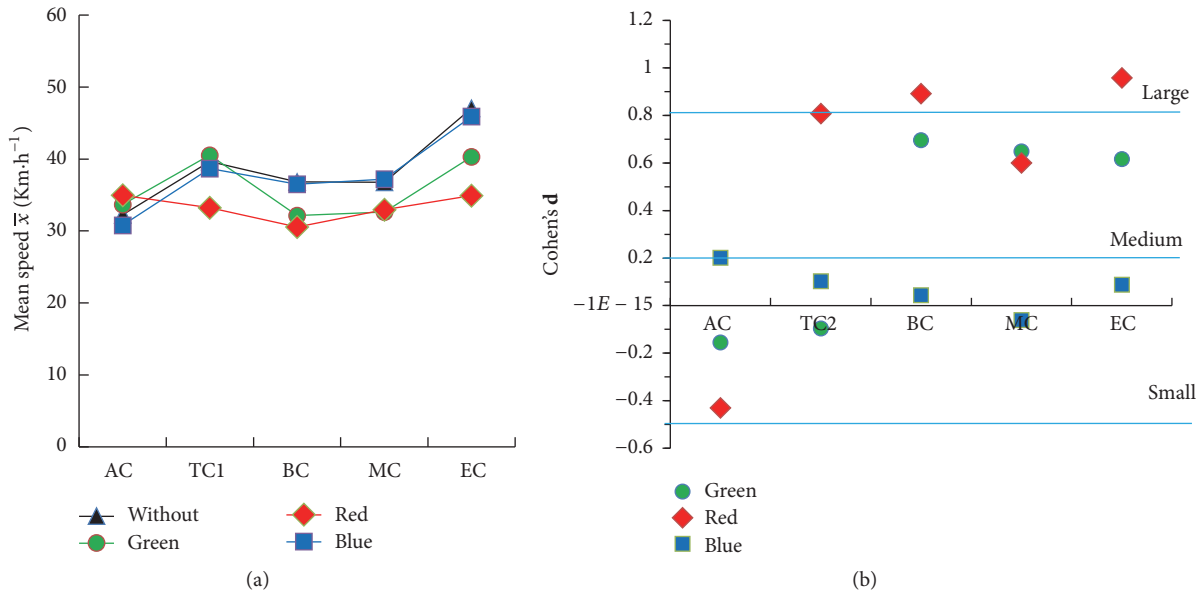 60
50
40
30
20
10
0
Mean speed x̅ (Km·h⁻¹)
AC TC1 BC MC EC
Without Red
Green Blue
(a)
1.2
1
0.8
0.6
0.4
0.2
−1E − 15
−0.2
−0.4
−0.6
Cohen's d
Large
Medium
Small
AC TC2 BC MC EC
Green
Red
Blue
(b)